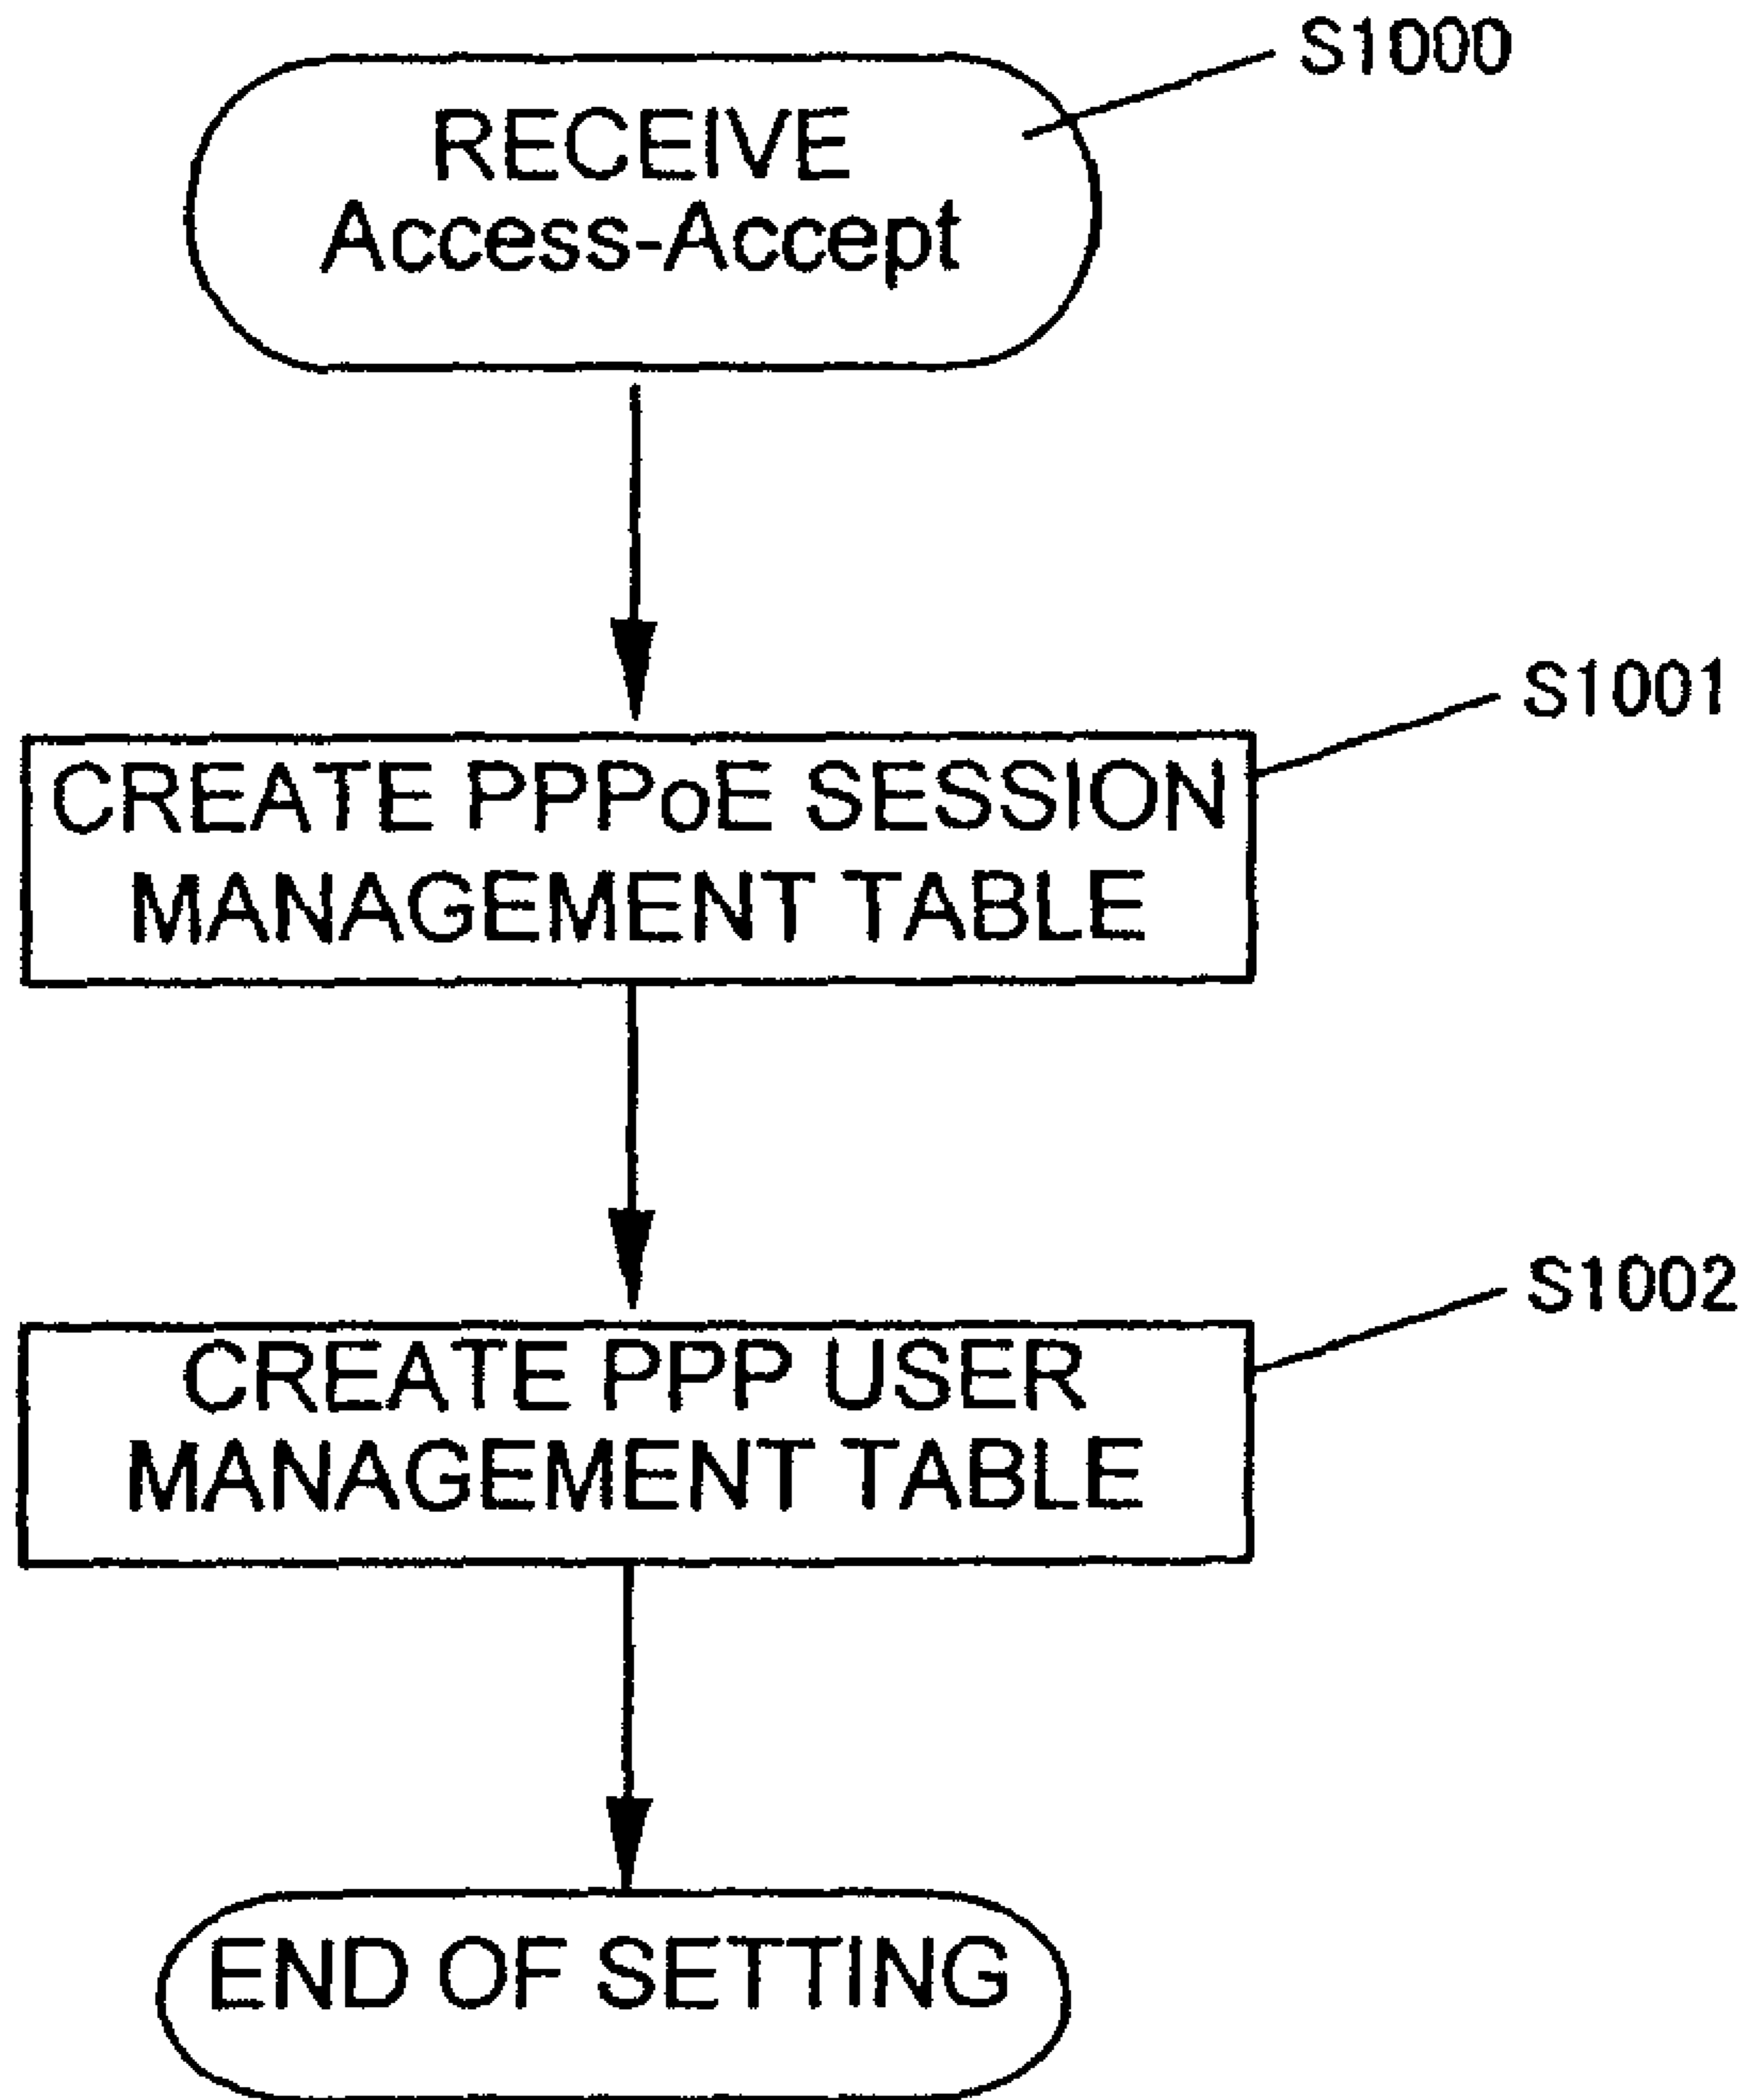 S1000
RECEIVE
Access-Accept
S1001
CREATE PPPoE SESSION
MANAGEMENT TABLE
S1002
CREATE PPP USER
MANAGEMENT TABLE
END OF SETTING